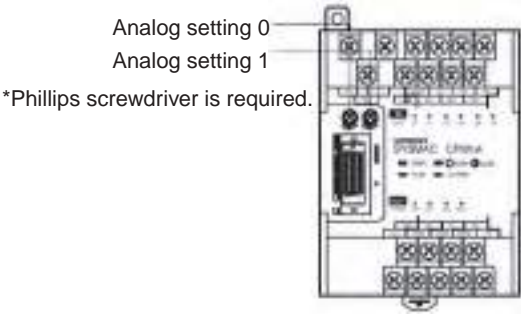 Analog setting 0
Analog setting 1
*Phillips screwdriver is required.
SYSMAC CPM1A